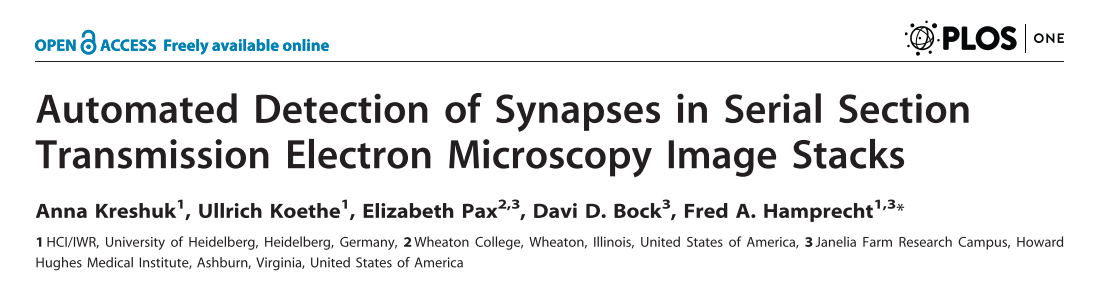 OPEN ACCESS Freely available online
PLOS ONE
Automated Detection of Synapses in Serial Section
Transmission Electron Microscopy Image Stacks
Anna Kreshuk1, Ullrich Koethe1, Elizabeth Pax2,3, Davi D. Bock3, Fred A. Hamprecht1,3*
1 HCI/IWR, University of Heidelberg, Heidelberg, Germany, 2 Wheaton College, Wheaton, Illinois, United States of America, 3 Janelia Farm Research Campus, Howard
Hughes Medical Institute, Ashburn, Virginia, United States of America